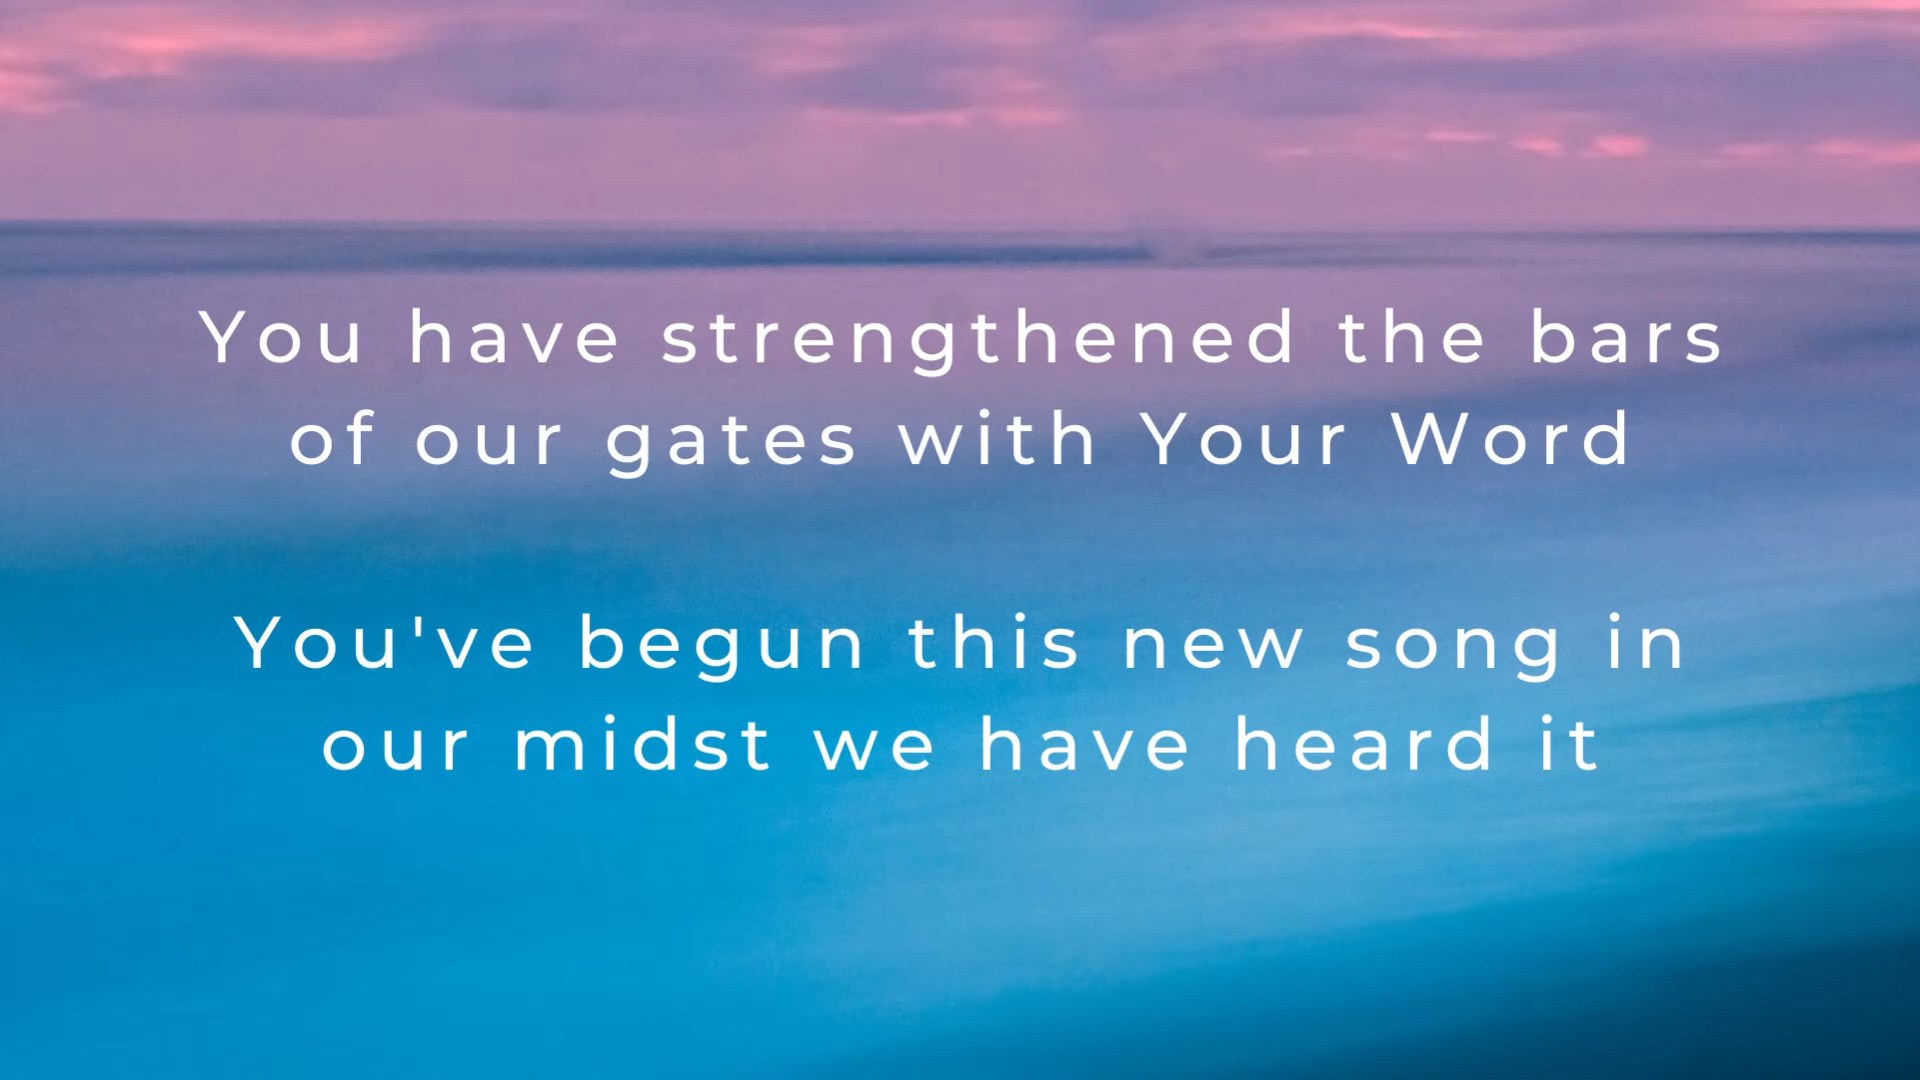 You have strengthened the bars
of our gates with Your Word
You've begun this new song in
our midst we have heard it